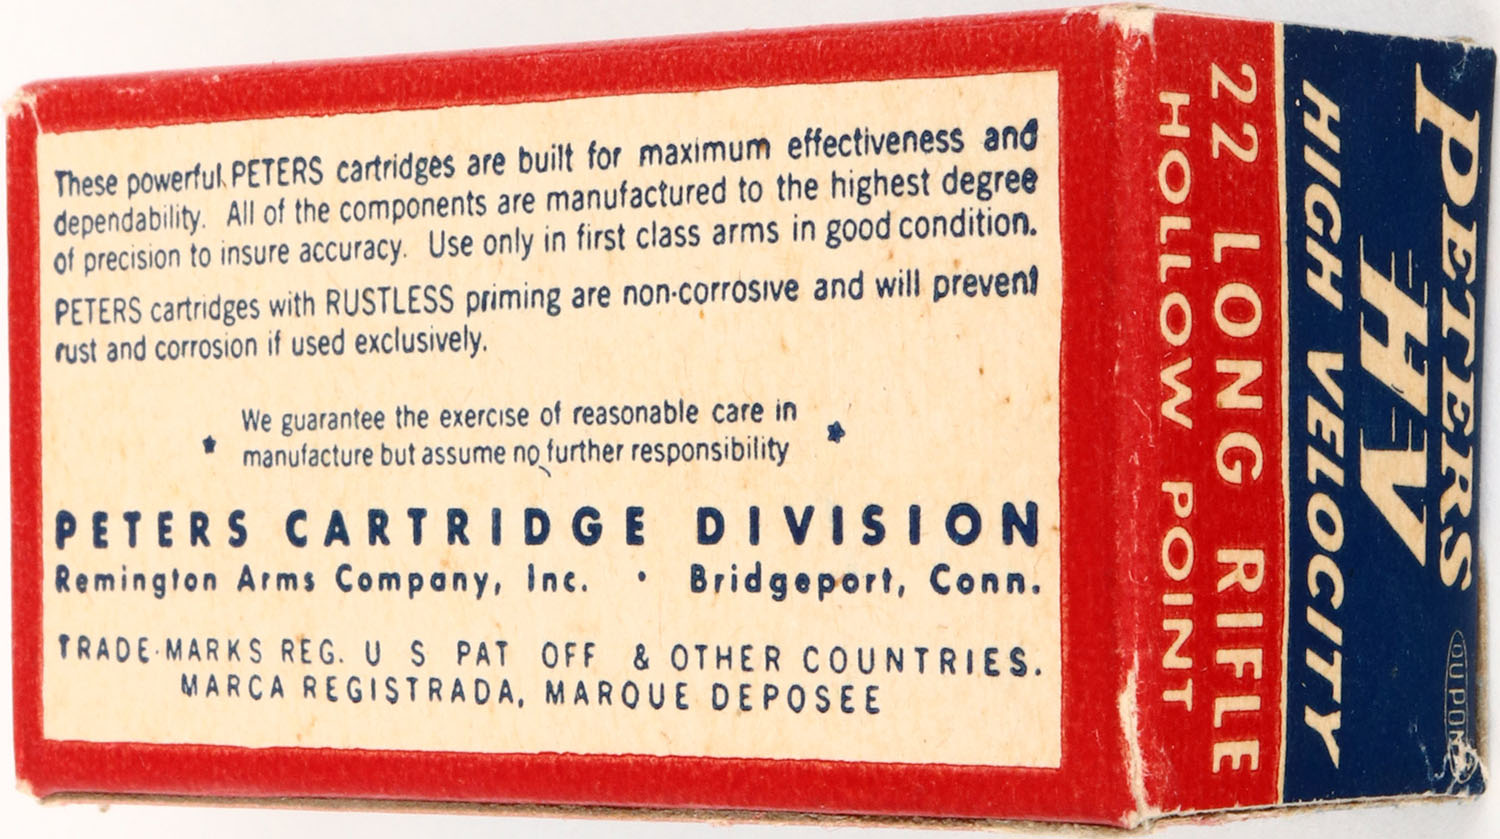 These powerful PETERS cartridges are built for maximum effectiveness and
dependability. All of the components are manufactured to the highest degree
of precision to insure accuracy. Use only in first class arms in good condition.
PETERS cartridges with RUSTLESS priming are non-corrosive and will prevent
rust and corrosion if used exclusively.
We guarantee the exercise of reasonable care in
manufacture but assume no further responsibility
PETERS CARTRIDGE DIVISION
Remington Arms Company, Inc. · Bridgeport, Conn.
TRADE-MARKS REG. U S PAT OFF & OTHER COUNTRIES.
MARCA REGISTRADA, MARQUE DEPOSEE
PETERS
HV
HIGH VELOCITY
22 LONG RIFLE
HOLLOW POINT
DU PONT